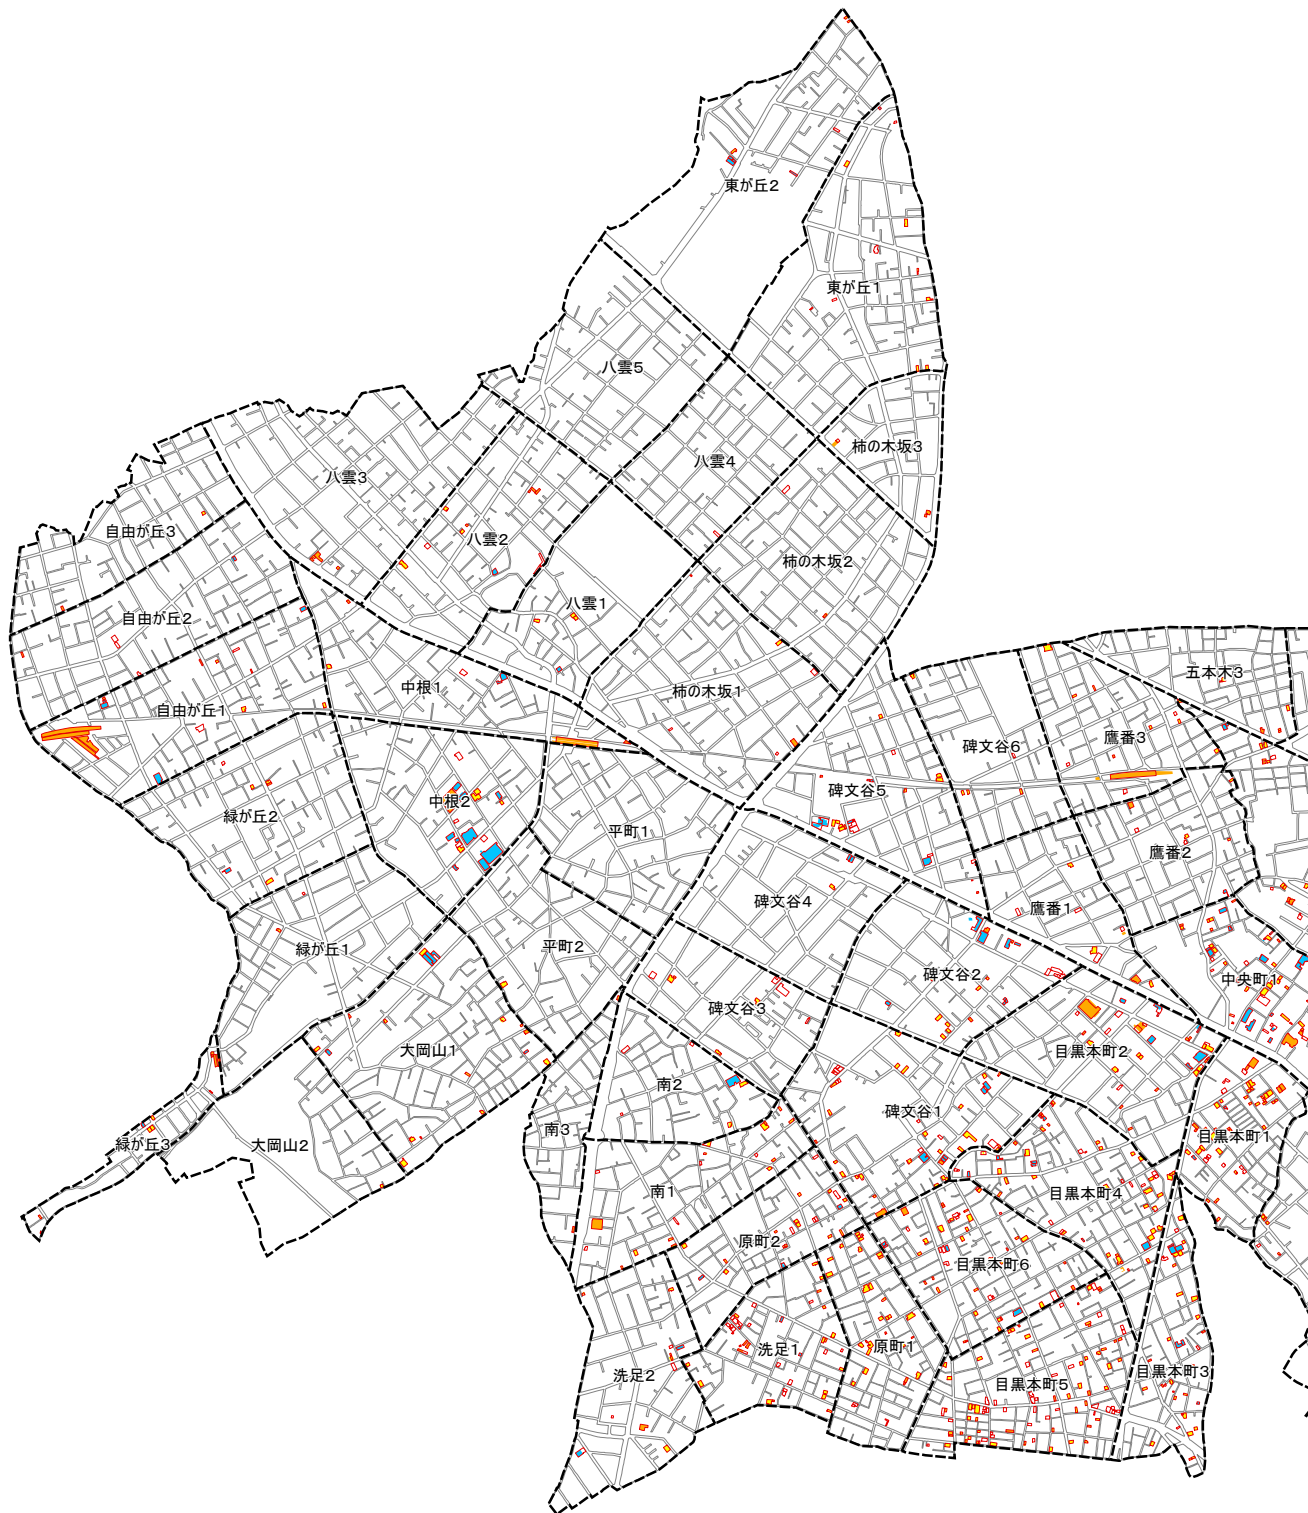 東が丘2
東が丘1
八雲5
柿の木坂3
八雲4
八雲3
自由が丘3
八雲2
柿の木坂2
八雲1
自由が丘2
五本木3
中根1
柿の木坂1
自由が丘1
鷹番3
碑文谷6
碑文谷5
中根2
緑が丘2
平町1
鷹番2
碑文谷4
鷹番1
平町2
緑が丘1
碑文谷2
中央町1
碑文谷3
大岡山1
目黒本町2
南2
碑文谷1
南3
目黒本町1
緑が丘3
大岡山2
南1
目黒本町4
原町2
目黒本町6
洗足1
原町1
洗足2
目黒本町5
目黒本町3